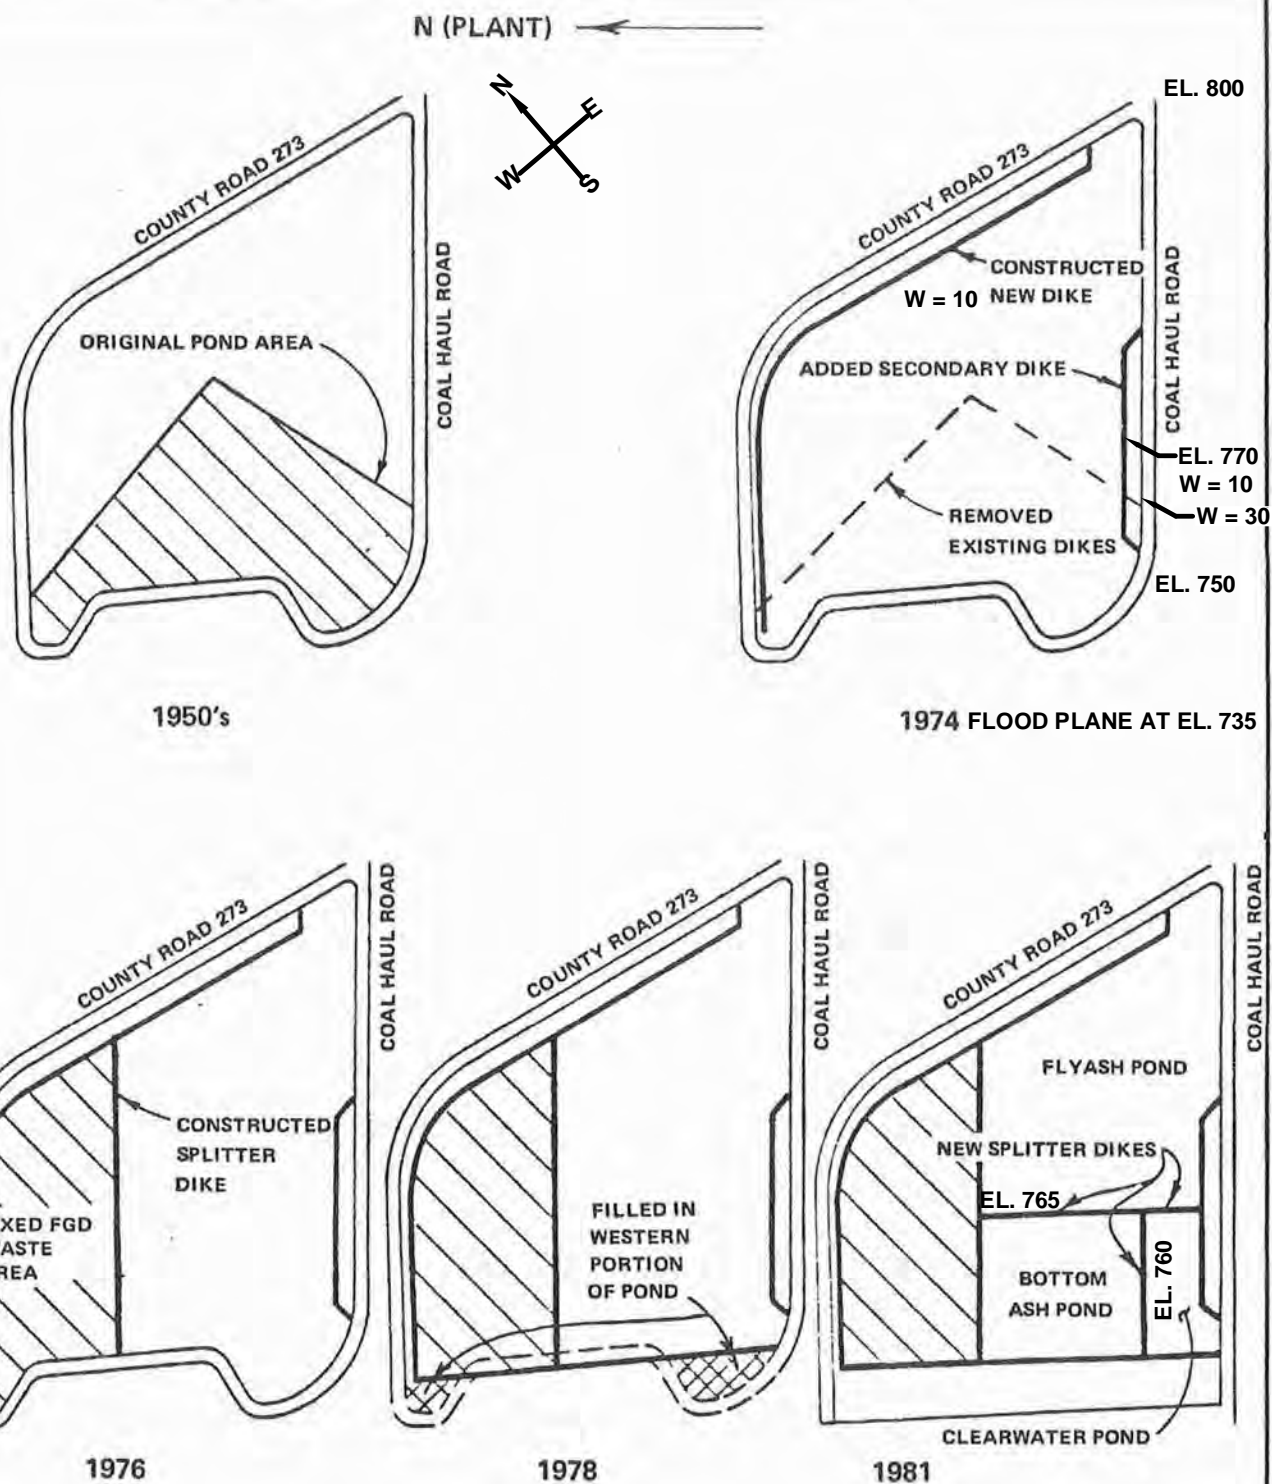 N (PLANT)
N
E
W
S
COUNTY ROAD 273
COAL HAUL ROAD
ORIGINAL POND AREA
1950's
EL. 800
COUNTY ROAD 273
CONSTRUCTED
NEW DIKE
W = 10
COAL HAUL ROAD
ADDED SECONDARY DIKE
EL. 770
W = 10
W = 30
REMOVED
EXISTING DIKES
EL. 750
1974 FLOOD PLANE AT EL. 735
COUNTY ROAD 273
COAL HAUL ROAD
CONSTRUCTED
SPLITTER
DIKE
XED FGD
ASTE
REA
1976
COUNTY ROAD 273
COAL HAUL ROAD
FILLED IN
WESTERN
PORTION
OF POND
1978
COUNTY ROAD 273
COAL HAUL ROAD
FLYASH POND
NEW SPLITTER DIKES
EL. 765
BOTTOM
ASH POND
EL. 760
CLEARWATER POND
1981